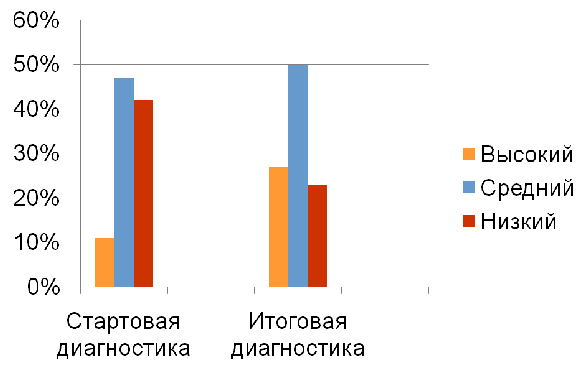 60%
50%
40%
30%
20%
10%
0%
Стартовая
диагностика
Итоговая
диагностика
Высокий
Средний
Низкий